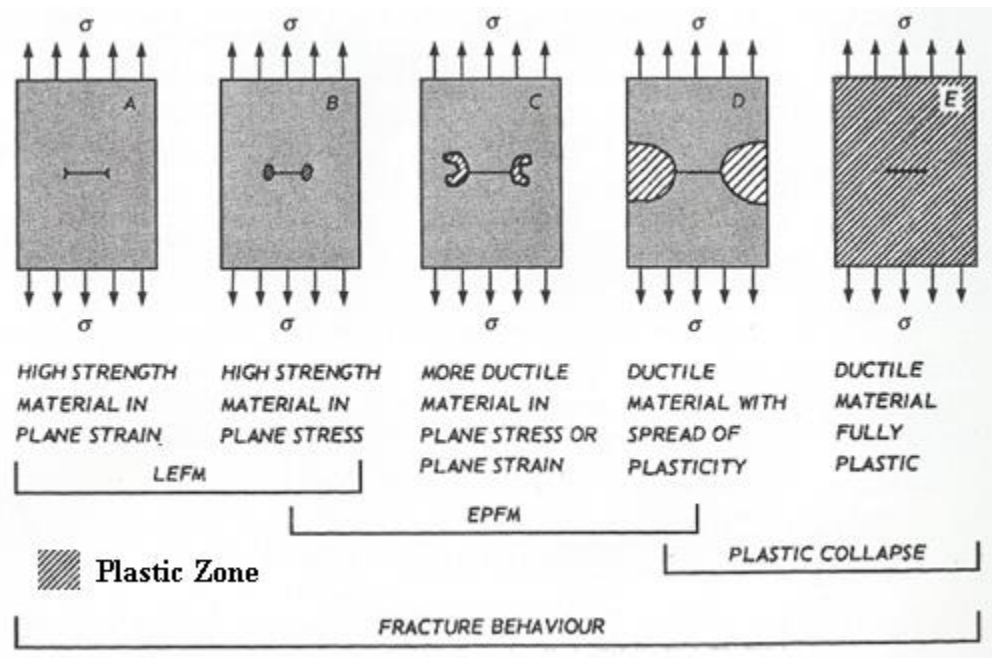 σ σ σ σ σ
A B C D E
σ σ σ σ σ
HIGH STRENGTH
MATERIAL IN
PLANE STRAIN
HIGH STRENGTH
MATERIAL IN
PLANE STRESS
MORE DUCTILE
MATERIAL IN
PLANE STRESS OR
PLANE STRAIN
DUCTILE
MATERIAL WITH
SPREAD OF
PLASTICITY
DUCTILE
MATERIAL
FULLY
PLASTIC
LEFM
EPFM
PLASTIC COLLAPSE
Plastic Zone
FRACTURE BEHAVIOUR